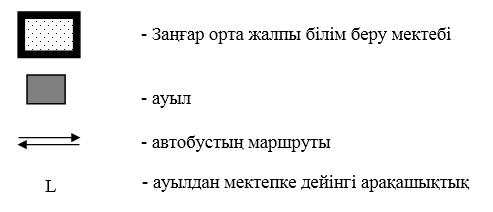 - Заңғар орта жалпы білім беру мектебі
- ауыл
- автобустың маршруты
L - ауылдан мектепке дейінгі арақашықтық